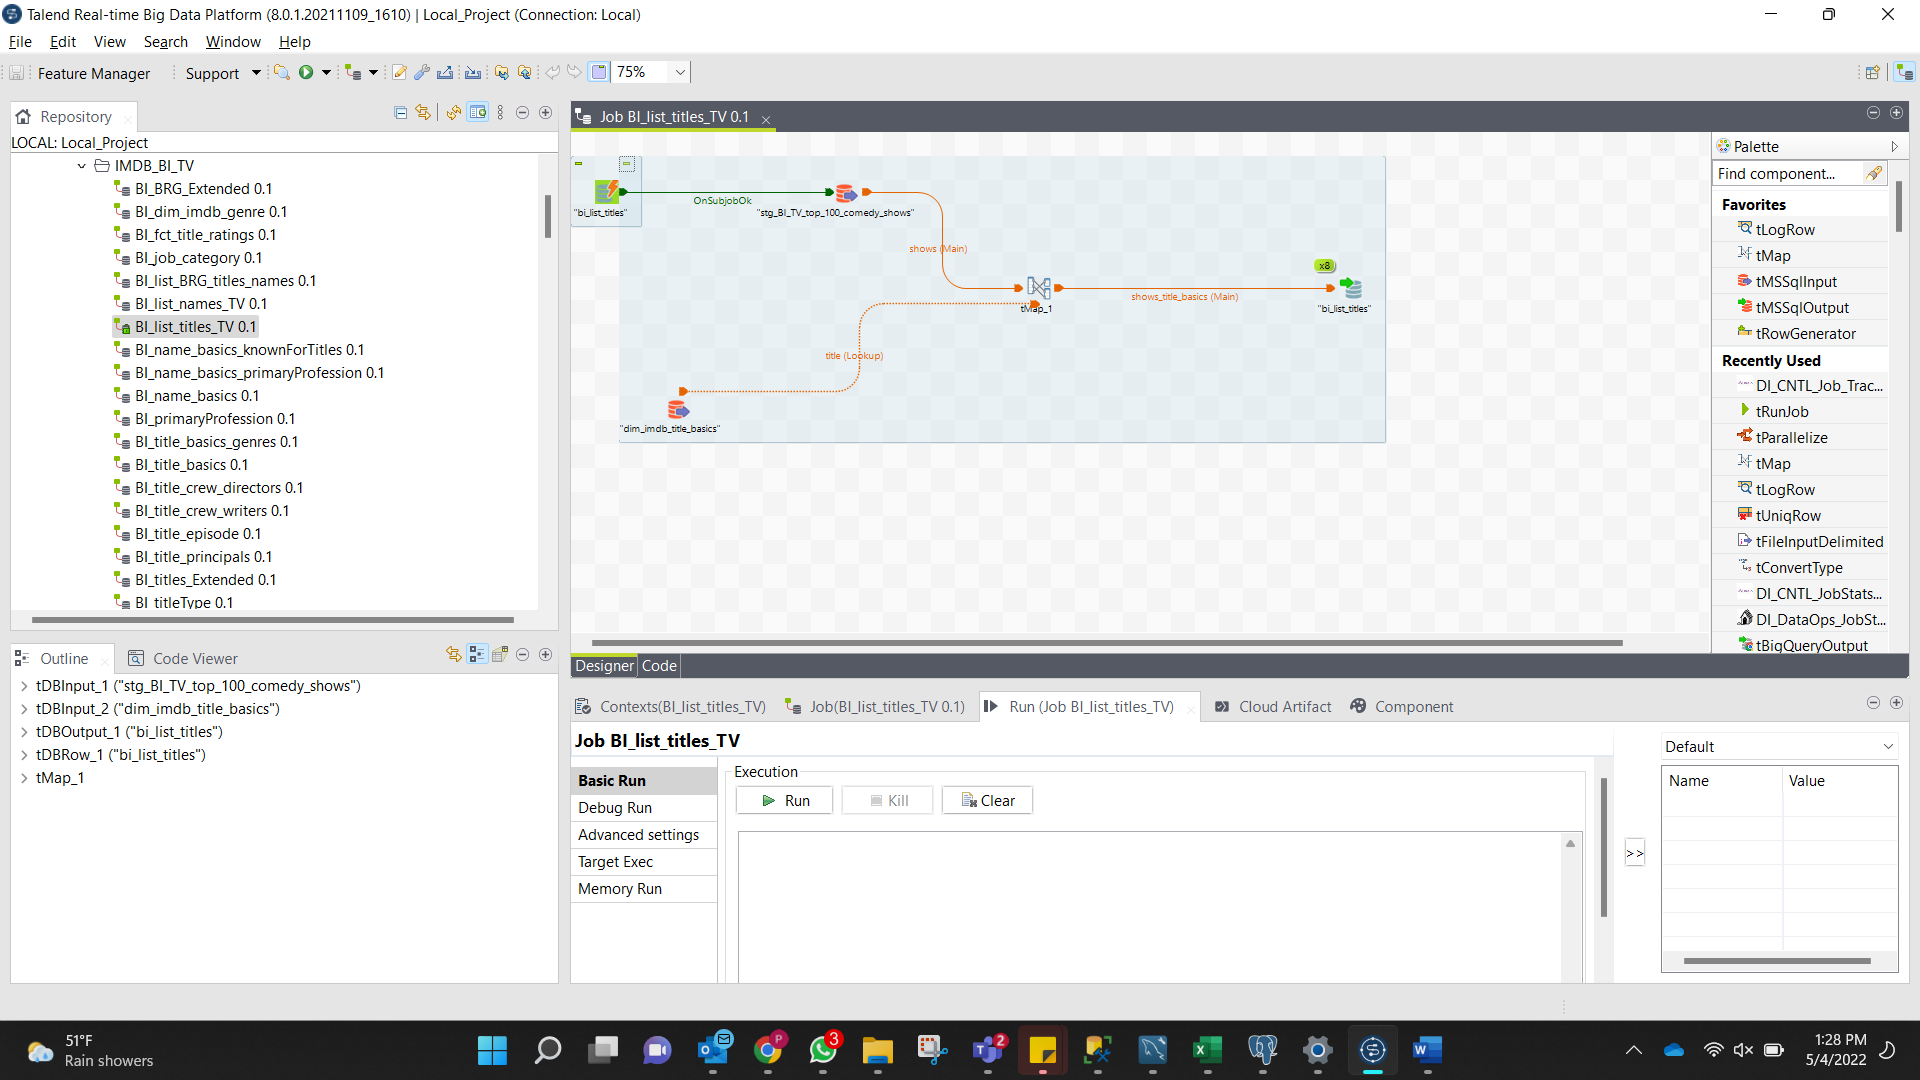 Talend Real-time Big Data Platform (8.0.1.20211109_1610) | Local_Project (Connection: Local)
File Edit View Search Window Help
Feature Manager Support 75%
Repository
LOCAL: Local_Project
IMDB_BI_TV
BI_BRG_Extended 0.1
BI_dim_imdb_genre 0.1
BI_fct_title_ratings 0.1
BI_job_category 0.1
BI_list_BRG_titles_names 0.1
BI_list_names_TV 0.1
BI_list_titles_TV 0.1
BI_name_basics_knownForTitles 0.1
BI_name_basics_primaryProfession 0.1
BI_name_basics 0.1
BI_primaryProfession 0.1
BI_title_basics_genres 0.1
BI_title_basics 0.1
BI_title_crew_directors 0.1
BI_title_crew_writers 0.1
BI_title_episode 0.1
BI_title_principals 0.1
BI_titles_Extended 0.1
BI_titleType 0.1
Outline Code Viewer
tDBInput_1 ("stg_BI_TV_top_100_comedy_shows")
tDBInput_2 ("dim_imdb_title_basics")
tDBOutput_1 ("bi_list_titles")
tDBRow_1 ("bi_list_titles")
tMap_1
Job BI_list_titles_TV 0.1
"bi_list_titles"
OnSubjobOk
"stg_BI_TV_top_100_comedy_shows"
shows (Main)
tMap_1
shows_title_basics (Main)
x8
"bi_list_titles"
title (Lookup)
"dim_imdb_title_basics"
Designer Code
Palette
Find component...
Favorites
tLogRow
tMap
tMSSqlInput
tMSSqlOutput
tRowGenerator
Recently Used
DI_CNTL_Job_Trac...
tRunJob
tParallelize
tMap
tLogRow
tUniqRow
tFileInputDelimited
tConvertType
DI_CNTL_JobStats...
DI_DataOps_JobSt...
tBigQueryOutput
Contexts(BI_list_titles_TV) Job(BI_list_titles_TV 0.1) Run (Job BI_list_titles_TV) Cloud Artifact Component
Job BI_list_titles_TV
Basic Run
Debug Run
Advanced settings
Target Exec
Memory Run
Execution
Run Kill Clear
>>
Default
Name Value
51°F
Rain showers
P
3
2
1:28 PM
5/4/2022